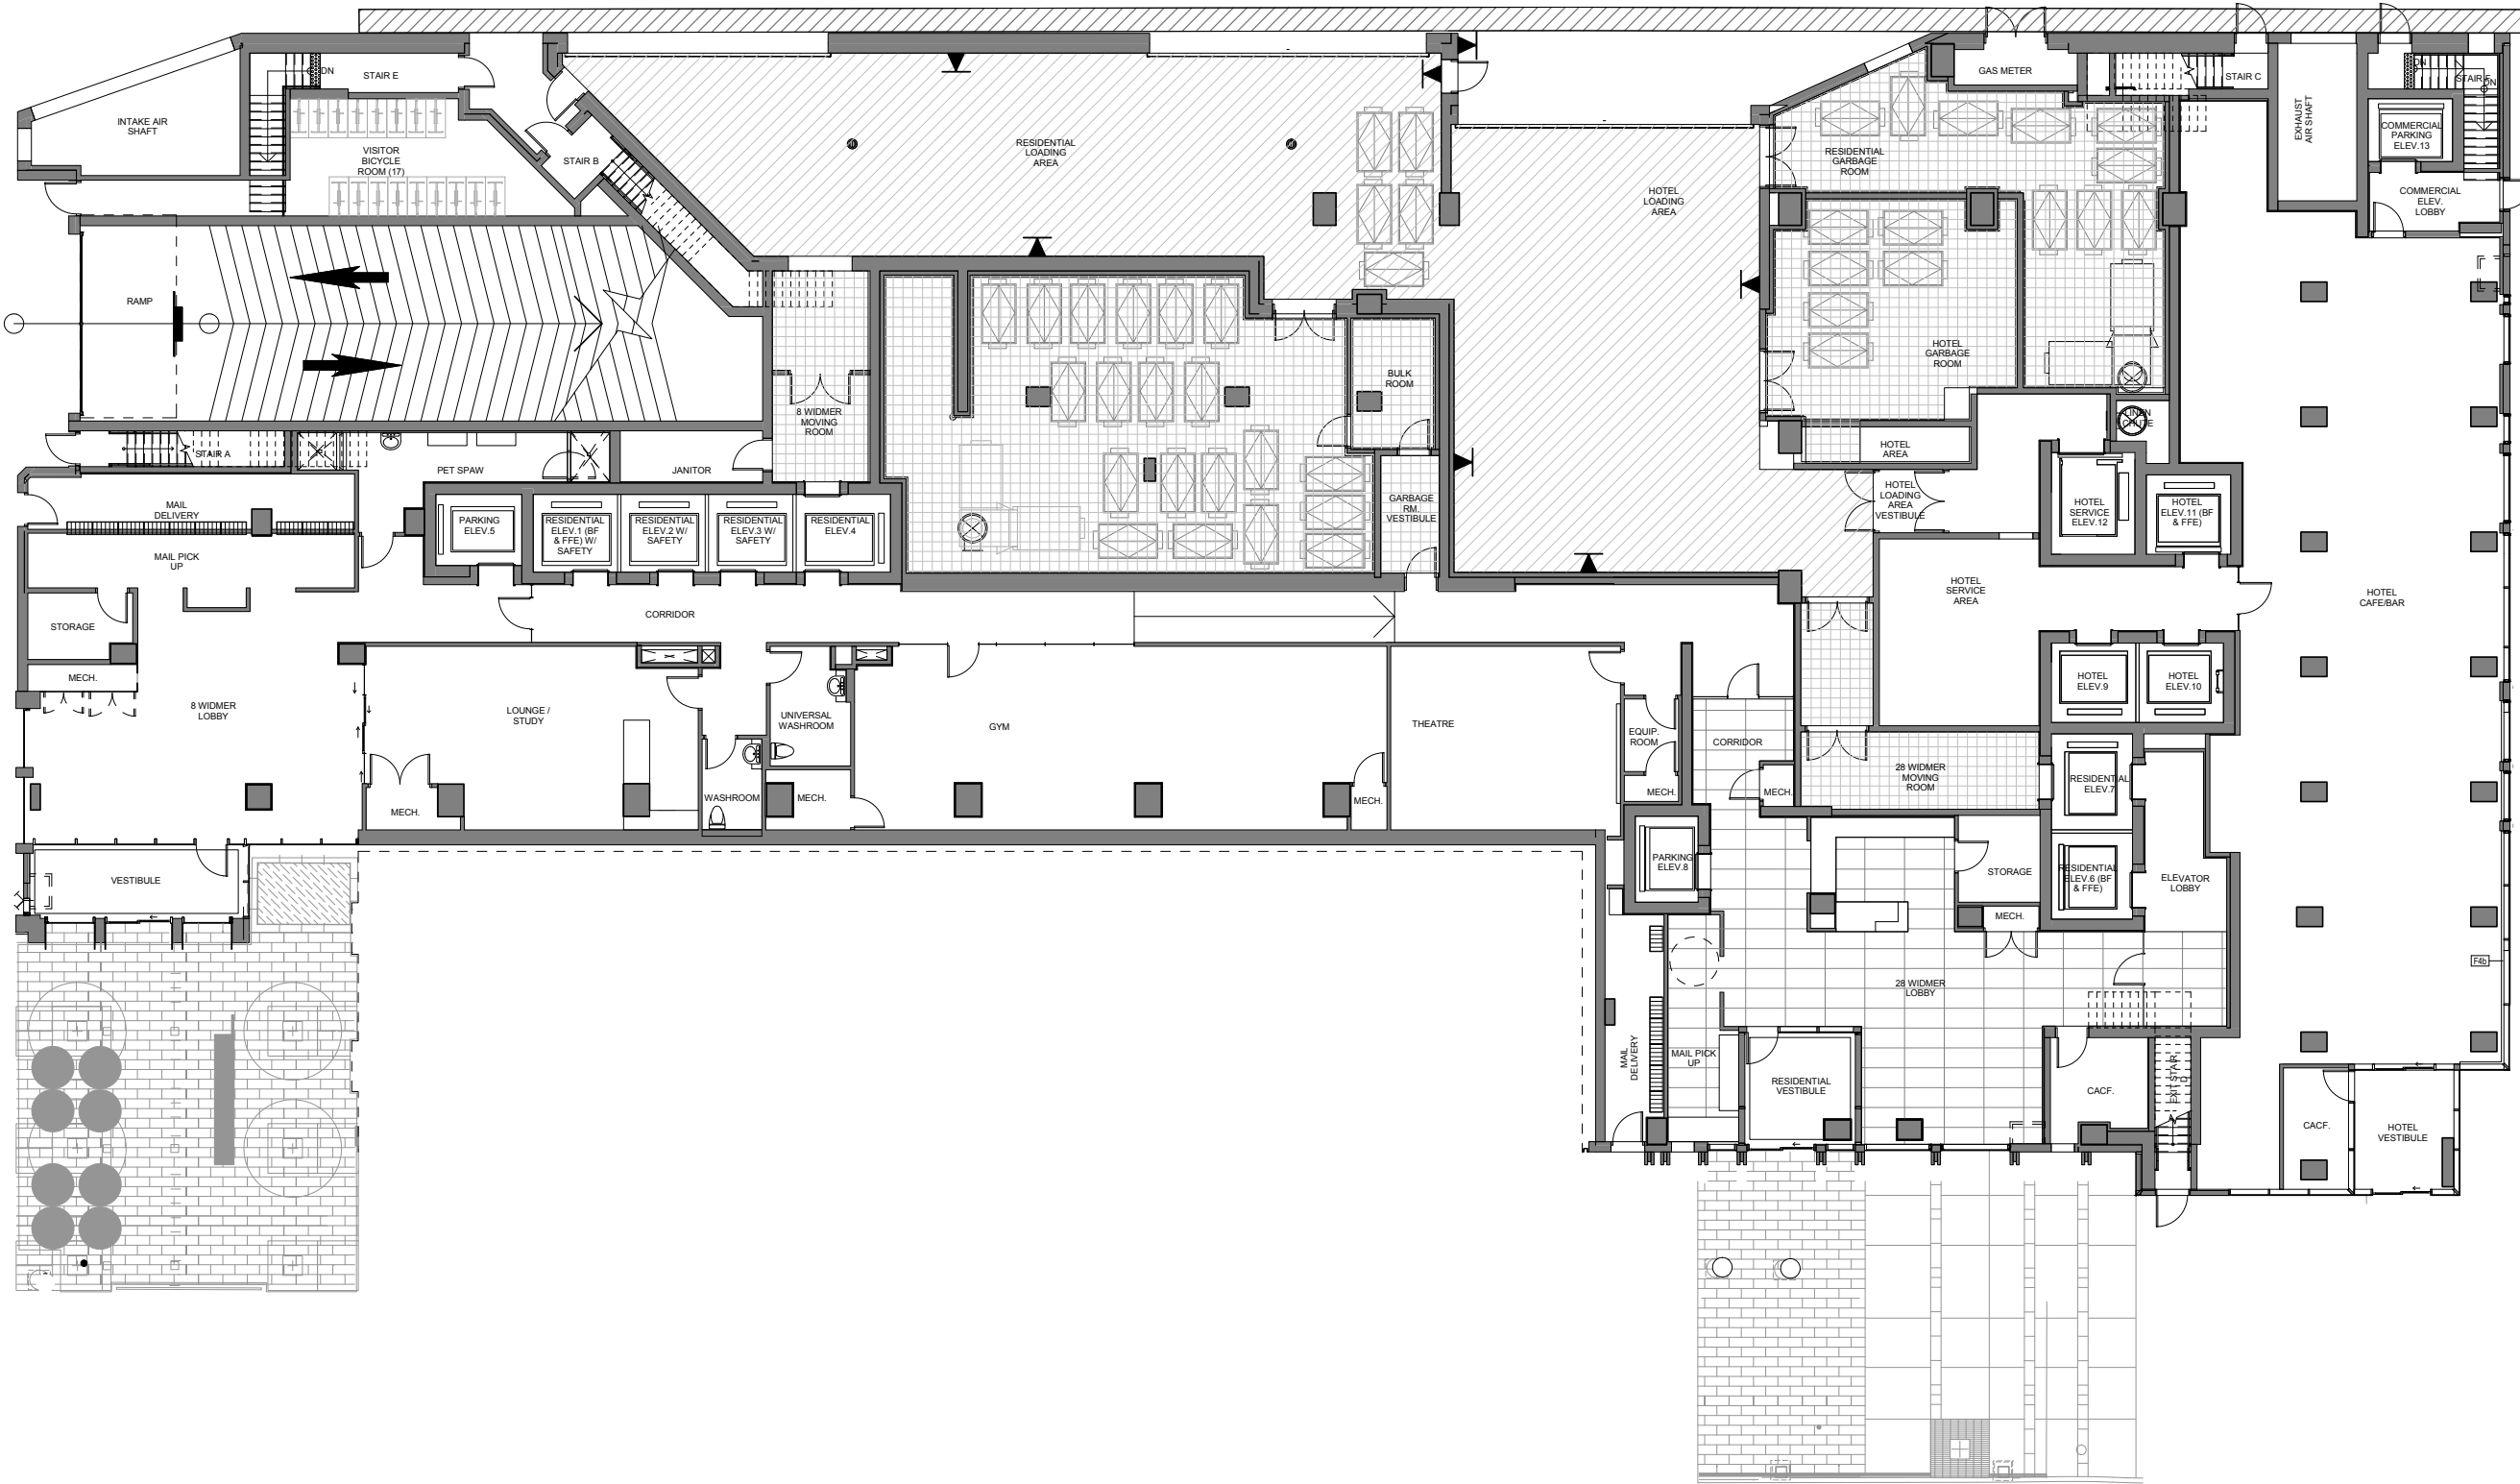 DN
STAIR E
INTAKE AIR
SHAFT
VISITOR
BICYCLE
ROOM (17)
STAIR B
RESIDENTIAL
LOADING
AREA
HOTEL
LOADING
AREA
RESIDENTIAL
GARBAGE
ROOM
GAS METER
STAIR C
EXHAUST
AIR SHAFT
DN
STAIR F
DN
COMMERCIAL
PARKING
ELEV.13
COMMERCIAL
ELEV.
LOBBY
RAMP
8 WIDMER
MOVING
ROOM
BULK
ROOM
HOTEL
GARBAGE
ROOM
LINEN
CHUTE
HOTEL
AREA
STAIR A
PET SPAW
JANITOR
MAIL
DELIVERY
PARKING
ELEV.5
RESIDENTIAL
ELEV.1 (BF
& FFE) W/
SAFETY
RESIDENTIAL
ELEV.2 W/
SAFETY
RESIDENTIAL
ELEV.3 W/
SAFETY
RESIDENTIAL
ELEV.4
GARBAGE
RM.
VESTIBULE
HOTEL
LOADING
AREA
VESTIBULE
HOTEL
SERVICE
ELEV.12
HOTEL
ELEV.11 (BF
& FFE)
MAIL PICK
UP
STORAGE
CORRIDOR
HOTEL
SERVICE
AREA
HOTEL
CAFE/BAR
MECH.
8 WIDMER
LOBBY
LOUNGE /
STUDY
UNIVERSAL
WASHROOM
GYM
THEATRE
EQUIP.
ROOM
CORRIDOR
HOTEL
ELEV.9
HOTEL
ELEV.10
28 WIDMER
MOVING
ROOM
RESIDENTIAL
ELEV.7
MECH.
WASHROOM
MECH.
MECH.
MECH.
MECH.
VESTIBULE
PARKING
ELEV.8
STORAGE
RESIDENTIAL
ELEV.6 (BF
& FFE)
ELEVATOR
LOBBY
MECH.
F4b
28 WIDMER
LOBBY
MAIL
DELIVERY
MAIL PICK
UP
RESIDENTIAL
VESTIBULE
CACF.
EXIT STAIR
D
CACF.
HOTEL
VESTIBULE